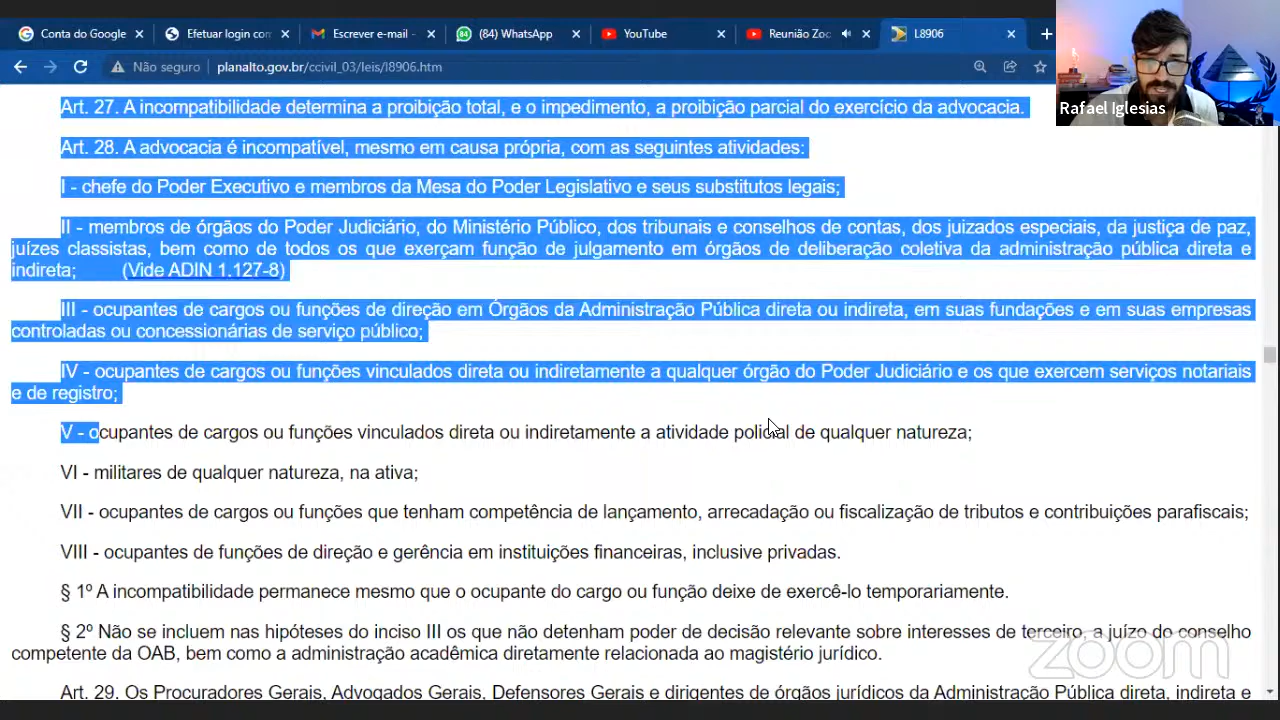 Conta do Google
Efetuar login con
Escrever e-mail -
(84) WhatsApp
YouTube
Reunião Zoo
L8906
Não seguro
planalto.gov.br/ccivil_03/leis/l8906.htm
Rafael Iglesias
Art. 27. A incompatibilidade determina a proibição total, e o impedimento, a proibição parcial do exercício da advocacia.
Art. 28. A advocacia é incompatível, mesmo em causa própria, com as seguintes atividades:
I - chefe do Poder Executivo e membros da Mesa do Poder Legislativo e seus substitutos legais;
II - membros de órgãos do Poder Judiciário, do Ministério Público, dos tribunais e conselhos de contas, dos juizados especiais, da justiça de paz,
juízes classistas, bem como de todos os que exerçam função de julgamento em órgãos de deliberação coletiva da administração pública direta e
indireta; (Vide ADIN 1.127-8)
III - ocupantes de cargos ou funções de direção em Órgãos da Administração Pública direta ou indireta, em suas fundações e em suas empresas
controladas ou concessionárias de serviço público;
IV - ocupantes de cargos ou funções vinculados direta ou indiretamente a qualquer órgão do Poder Judiciário e os que exercem serviços notariais
e de registro;
V - ocupantes de cargos ou funções vinculados direta ou indiretamente a atividade policial de qualquer natureza;
VI - militares de qualquer natureza, na ativa;
VII - ocupantes de cargos ou funções que tenham competência de lançamento, arrecadação ou fiscalização de tributos e contribuições parafiscais;
VIII - ocupantes de funções de direção e gerência em instituições financeiras, inclusive privadas.
§ 1º A incompatibilidade permanece mesmo que o ocupante do cargo ou função deixe de exercê-lo temporariamente.
§ 2º Não se incluem nas hipóteses do inciso III os que não detenham poder de decisão relevante sobre interesses de terceiro, a juízo do conselho
competente da OAB, bem como a administração acadêmica diretamente relacionada ao magistério jurídico.
zoom
Art. 29. Os Procuradores Gerais, Advogados Gerais, Defensores Gerais e dirigentes de órgãos jurídicos da Administração Pública direta, indireta e